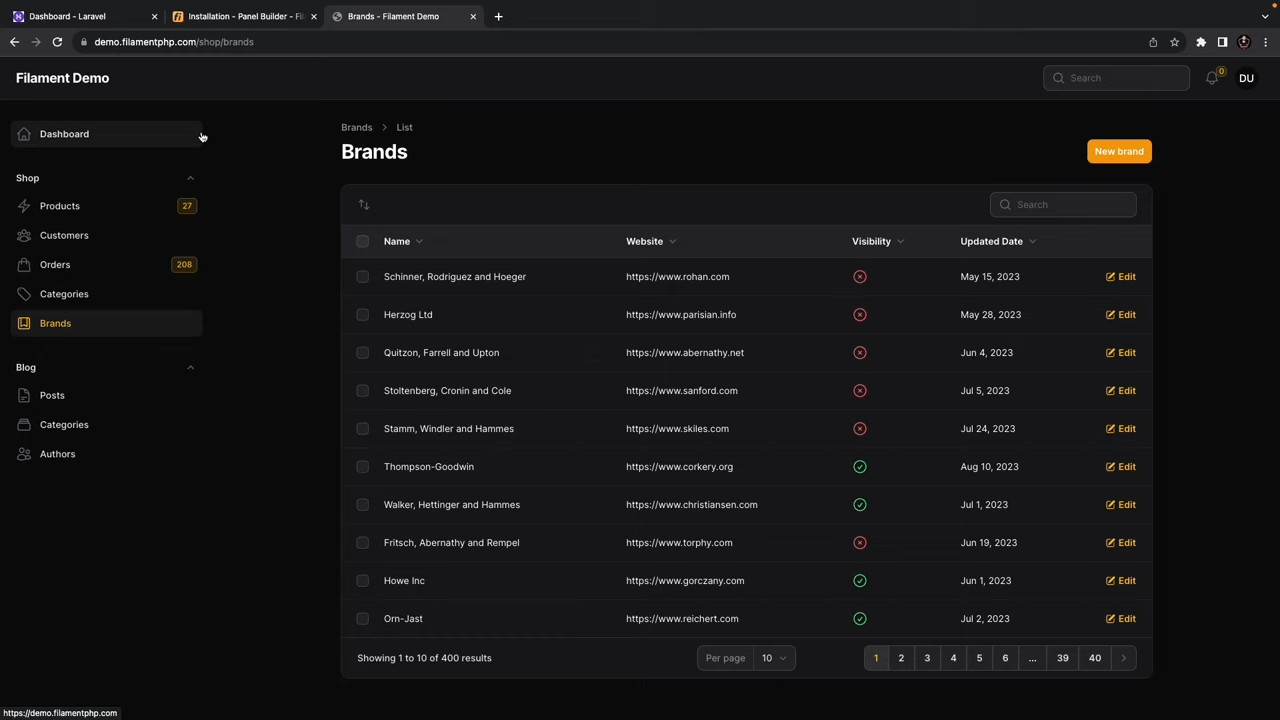 Dashboard - Laravel
Installation - Panel Builder - Fil
Brands - Filament Demo
demo.filamentphp.com/shop/brands
Filament Demo
Search
0
DU
Dashboard
Shop
Products
27
Customers
Orders
208
Categories
Brands
Blog
Posts
Categories
Authors
Brands > List
Brands
New brand
Search
Name Website Visibility Updated Date
Schinner, Rodriguez and Hoeger https://www.rohan.com May 15, 2023 Edit
Herzog Ltd https://www.parisian.info May 28, 2023 Edit
Quitzon, Farrell and Upton https://www.abernathy.net Jun 4, 2023 Edit
Stoltenberg, Cronin and Cole https://www.sanford.com Jul 5, 2023 Edit
Stamm, Windler and Hammes https://www.skiles.com Jul 24, 2023 Edit
Thompson-Goodwin https://www.corkery.org Aug 10, 2023 Edit
Walker, Hettinger and Hammes https://www.christiansen.com Jul 1, 2023 Edit
Fritsch, Abernathy and Rempel https://www.torphy.com Jun 19, 2023 Edit
Howe Inc https://www.gorczany.com Jun 1, 2023 Edit
Orn-Jast https://www.reichert.com Jul 2, 2023 Edit
Showing 1 to 10 of 400 results
Per page 10
1 2 3 4 5 6 ... 39 40
https://demo.filamentphp.com